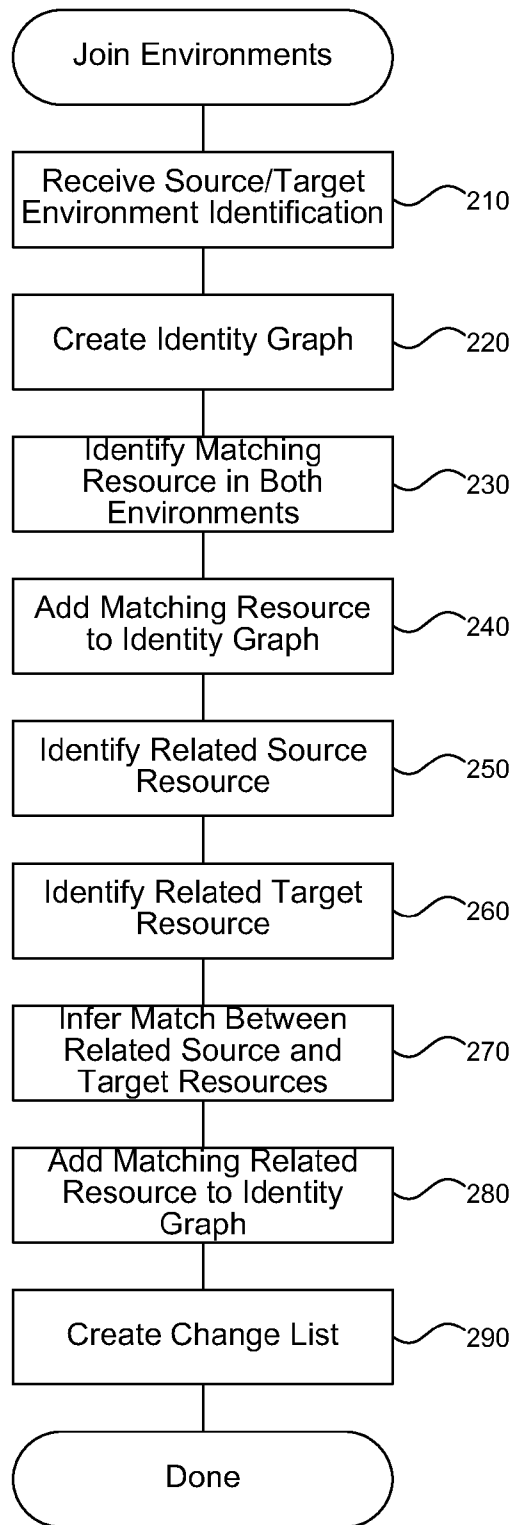 Join Environments
Receive Source/Target
Environment Identification
210
Create Identity Graph
220
Identify Matching
Resource in Both
Environments
230
Add Matching Resource
to Identity Graph
240
Identify Related Source
Resource
250
Identify Related Target
Resource
260
Infer Match Between
Related Source and
Target Resources
270
Add Matching Related
Resource to Identity
Graph
280
Create Change List
290
Done